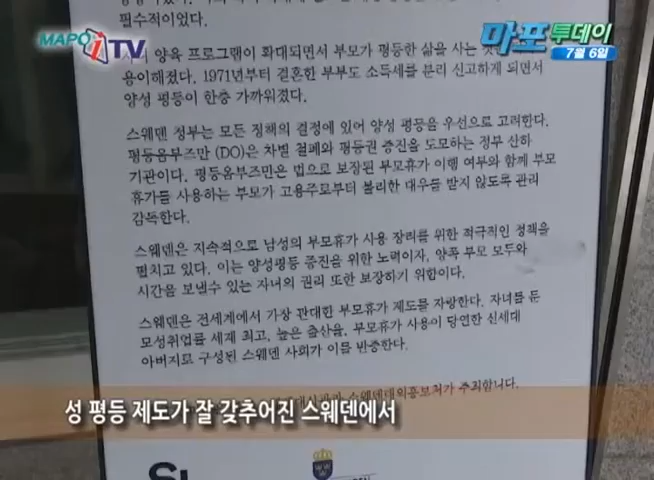 필수적이었다.
MAPO i TV
마포 투데이
7월 6일
양육 프로그램이 확대되면서 부모가 평등한 삶을 사는
용이해졌다. 1971년부터 결혼한 부부도 소득세를 분리 신고하게 되면서
양성 평등이 한층 가까워졌다.
스웨덴 정부는 모든 정책의 결정에 있어 양성 평등을 우선으로 고려한다.
평등옴부즈만 (DO)은 차별 철폐와 평등권 증진을 도모하는 정부 산하
기관이다. 평등옴부즈만은 법으로 보장된 부모휴가 이행 여부와 함께 부모
휴가를 사용하는 부모가 고용주로부터 불리한 대우를 받지 않도록 관리
감독한다.
스웨덴은 지속적으로 남성의 부모휴가 사용 장려를 위한 적극적인 정책을
펼치고 있다. 이는 양성평등 증진을 위한 노력이자, 양쪽 부모 모두와
시간을 보낼수 있는 자녀의 권리 또한 보장하기 위함이다.
스웨덴은 전세계에서 가장 관대한 부모휴가 제도를 자랑한다. 자녀를 둔
모성취업률 세계 최고, 높은 출산율, 부모휴가 사용이 당연한 신세대
아버지로 구성된 스웨덴 사회가 이를 반증한다.
스웨덴대외홍보처가 주최합니다.
성 평등 제도가 잘 갖추어진 스웨덴에서